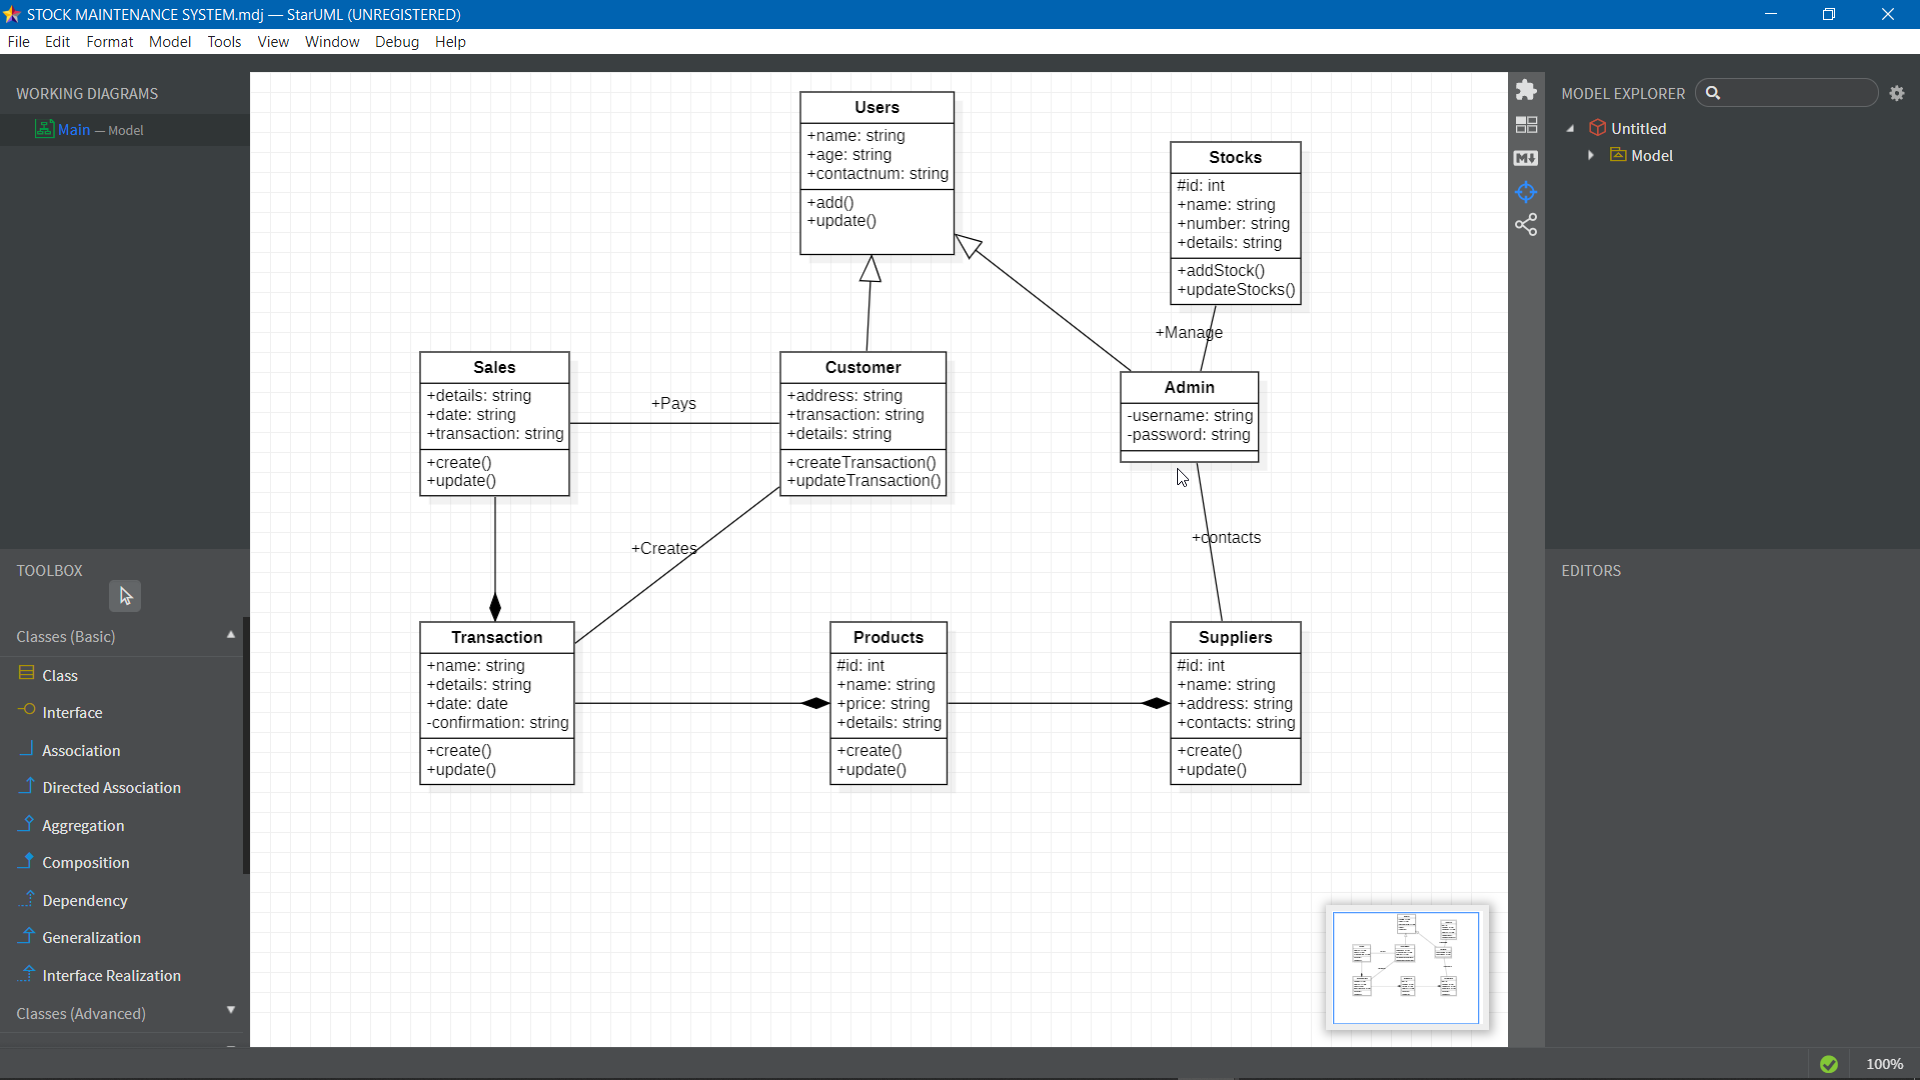 STOCK MAINTENANCE SYSTEM.mdj — StarUML (UNREGISTERED)
File Edit Format Model Tools View Window Debug Help
WORKING DIAGRAMS
Main — Model
TOOLBOX
Classes (Basic)
Class
Interface
Association
Directed Association
Aggregation
Composition
Dependency
Generalization
Interface Realization
Classes (Advanced)
Users
+name: string
+age: string
+contactnum: string
+add()
+update()
Stocks
#id: int
+name: string
+number: string
+details: string
+addStock()
+updateStocks()
+Manage
Sales
+details: string
+date: string
+transaction: string
+create()
+update()
+Pays
Customer
+address: string
+transaction: string
+details: string
+createTransaction()
+updateTransaction()
Admin
-username: string
-password: string
+Creates
+contacts
Transaction
+name: string
+details: string
+date: date
-confirmation: string
+create()
+update()
Products
#id: int
+name: string
+price: string
+details: string
+create()
+update()
Suppliers
#id: int
+name: string
+address: string
+contacts: string
+create()
+update()
M
MODEL EXPLORER
Untitled
Model
EDITORS
100%